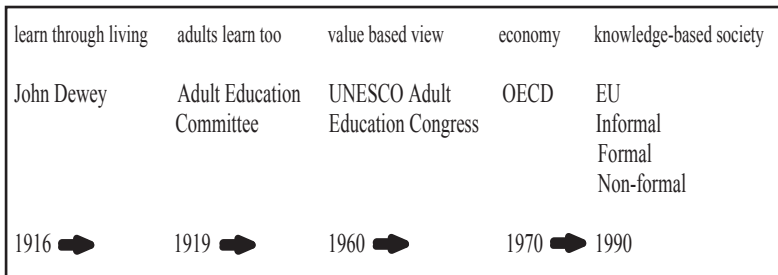 learn through living adults learn too value based view economy knowledge-based society
John Dewey Adult Education UNESCO Adult OECD EU
Committee Education Congress Informal
Formal
Non-formal
1916 1919 1960 1970 1990